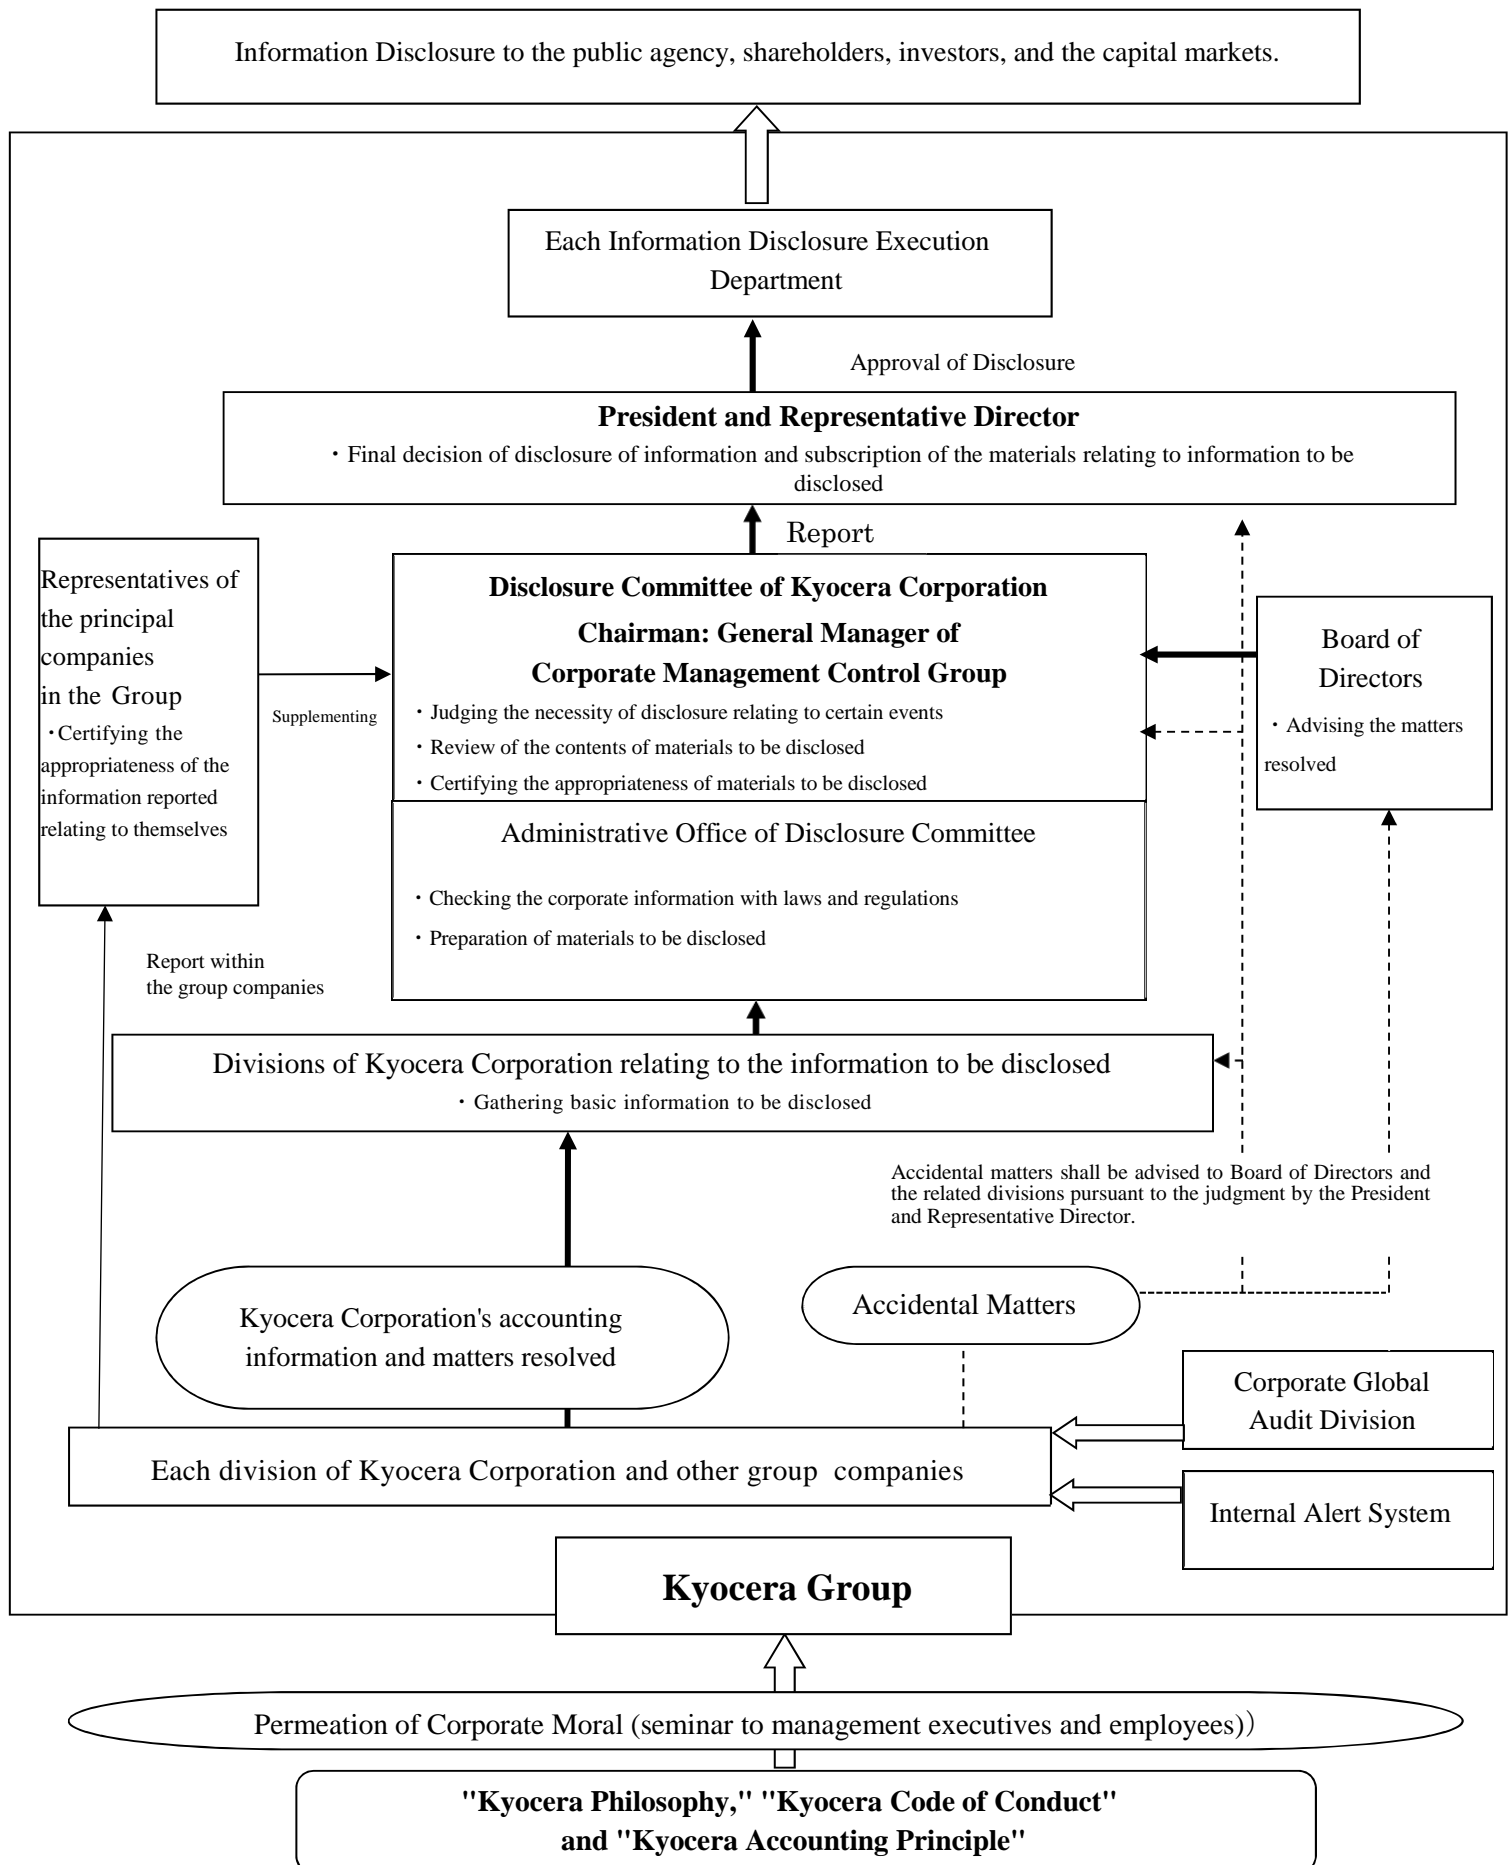 Information Disclosure to the public agency, shareholders, investors, and the capital markets.
Each Information Disclosure Execution
Department
Approval of Disclosure
President and Representative Director
・Final decision of disclosure of information and subscription of the materials relating to information to be
disclosed
Report
Representatives of
the principal
companies
in the Group
・Certifying the
appropriateness of the
information reported
relating to themselves
Supplementing
Disclosure Committee of Kyocera Corporation
Chairman: General Manager of
Corporate Management Control Group
・Judging the necessity of disclosure relating to certain events
・Review of the contents of materials to be disclosed
・Certifying the appropriateness of materials to be disclosed
Board of
Directors
・Advising the matters
resolved
Administrative Office of Disclosure Committee
・Checking the corporate information with laws and regulations
・Preparation of materials to be disclosed
Report within
the group companies
Divisions of Kyocera Corporation relating to the information to be disclosed
・Gathering basic information to be disclosed
Accidental matters shall be advised to Board of Directors and
the related divisions pursuant to the judgment by the President
and Representative Director.
Kyocera Corporation's accounting
information and matters resolved
Accidental Matters
Corporate Global
Audit Division
Each division of Kyocera Corporation and other group companies
Internal Alert System
Kyocera Group
Permeation of Corporate Moral (seminar to management executives and employees)）
"Kyocera Philosophy," "Kyocera Code of Conduct"
and "Kyocera Accounting Principle"